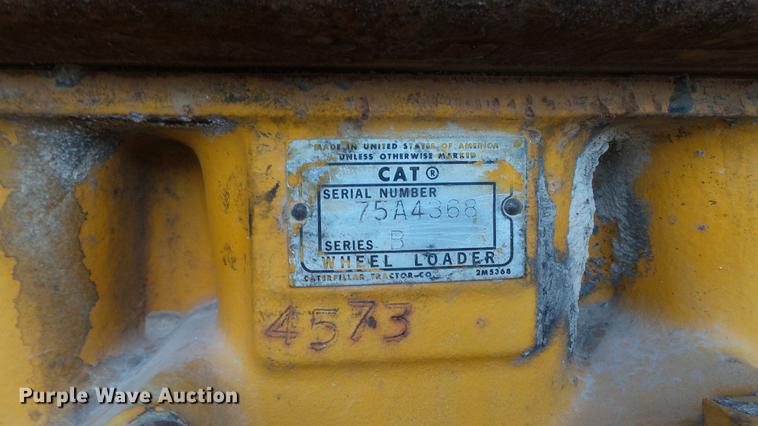 MADE IN UNITED STATES OF AMERICA
UNLESS OTHERWISE MARKED
CAT ®
SERIAL NUMBER
75A4368
SERIES B
WHEEL LOADER
CATERPILLAR TRACTOR CO. 2M5368
4573
Purple Wave Auction